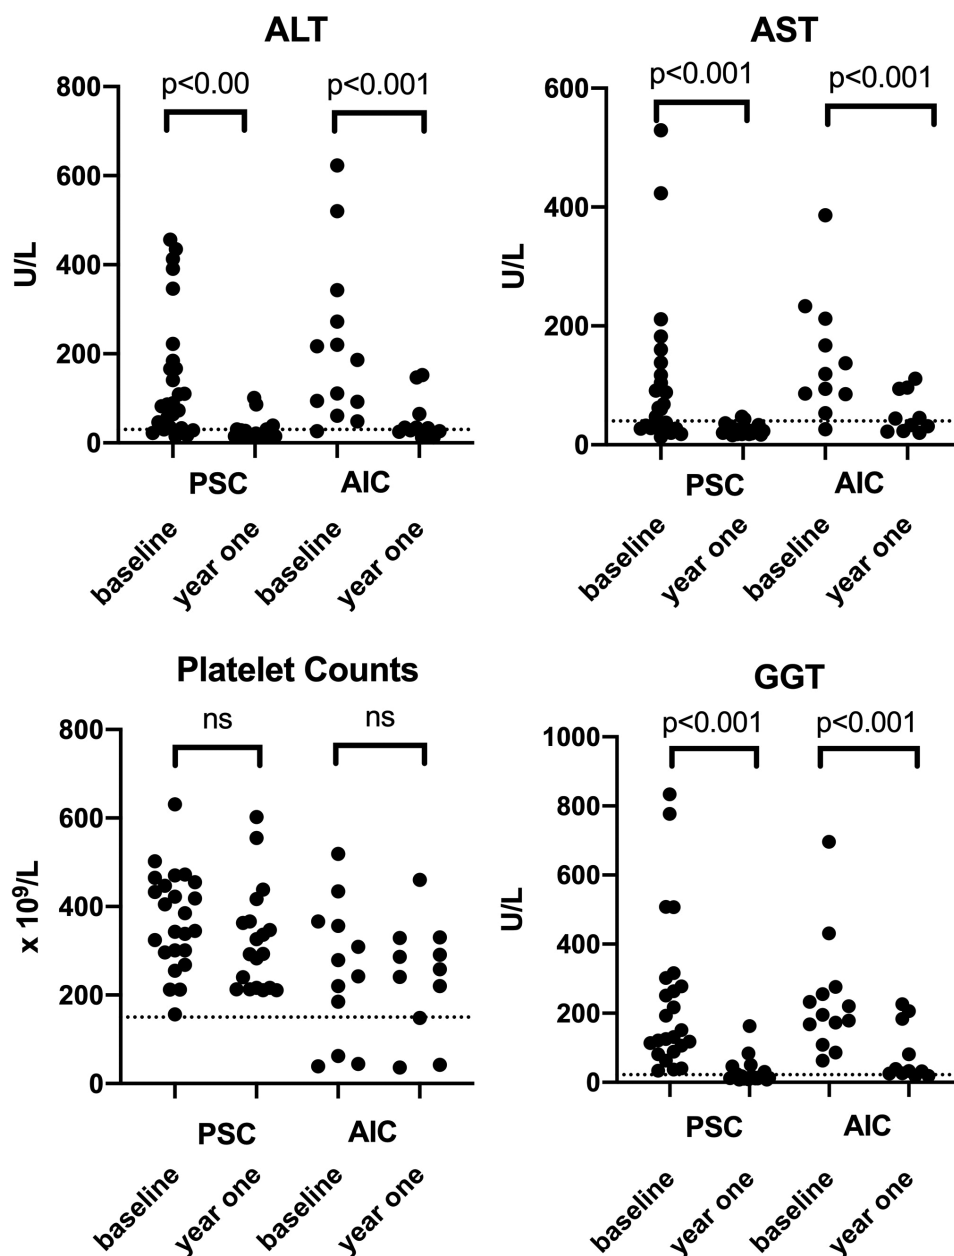 ALT
p<0.00 p<0.001
800
600
400
200
0
U/L
PSC AIC
baseline year one baseline year one
AST
p<0.001 p<0.001
600
400
200
0
U/L
PSC AIC
baseline year one baseline year one
Platelet Counts
ns ns
800
600
400
200
0
x 10⁹/L
PSC AIC
baseline year one baseline year one
GGT
p<0.001 p<0.001
1000
800
600
400
200
0
U/L
PSC AIC
baseline year one baseline year one